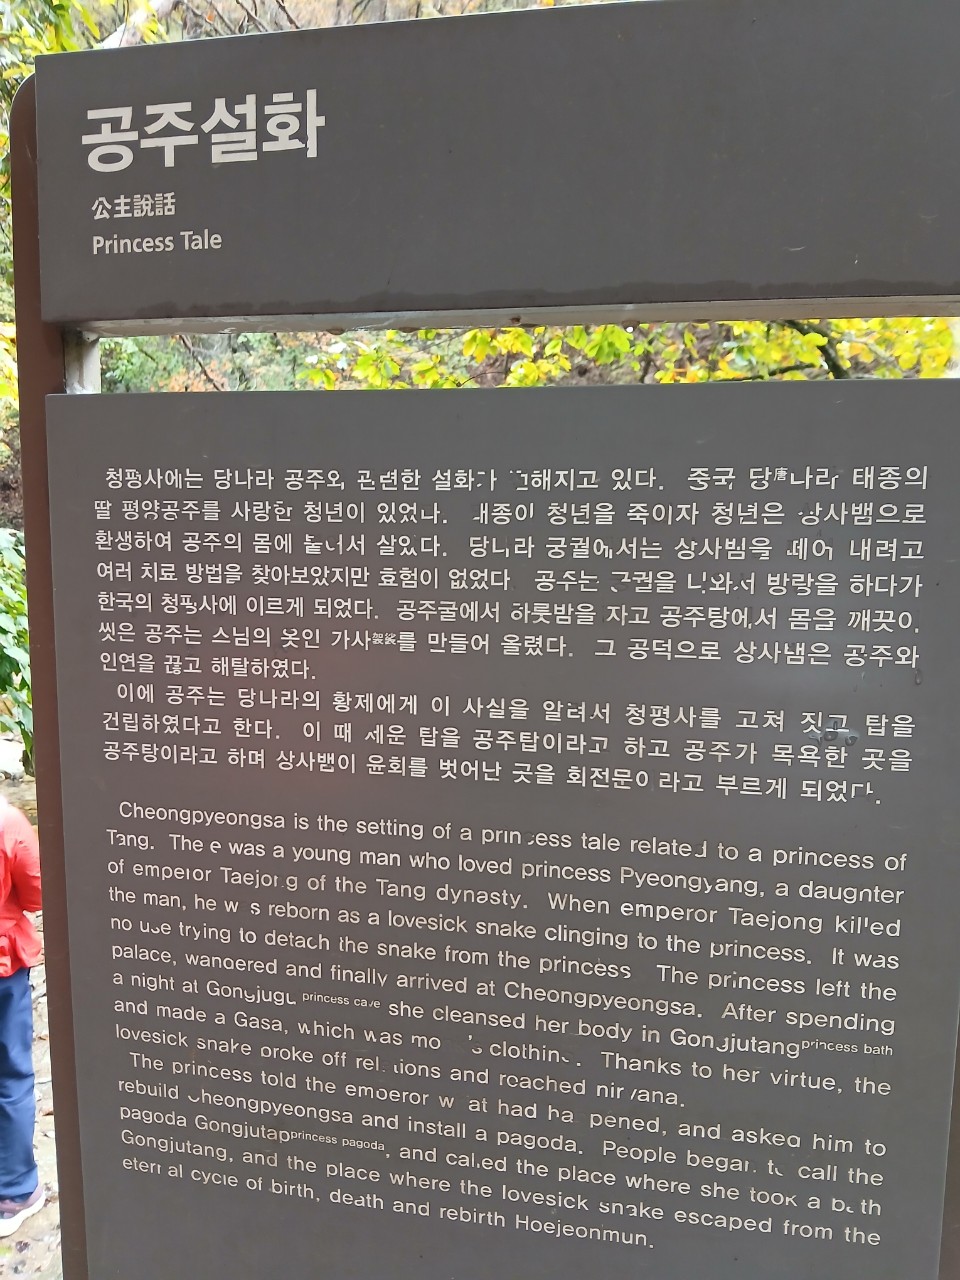 공주설화
公主說話
Princess Tale
청평사에는 당나라 공주와 관련한 설화가 전해지고 있다. 중국 당唐나라 태종의
딸 평양공주를 사랑한 청년이 있었다. 태종이 청년을 죽이자 청년은 상사뱀으로
환생하여 공주의 몸에 붙어서 살았다. 당나라 궁궐에서는 상사뱀을 떼어 내려고
여러 치료 방법을 찾아보았지만 효험이 없었다. 공주는 궁궐을 나와서 방랑을 하다가
한국의 청평사에 이르게 되었다. 공주굴에서 하룻밤을 자고 공주탕에서 몸을 깨끗이
씻은 공주는 스님의 옷인 가사袈裟를 만들어 올렸다. 그 공덕으로 상사뱀은 공주와
인연을 끊고 해탈하였다.
이에 공주는 당나라의 황제에게 이 사실을 알려서 청평사를 고쳐 짓고 탑을
건립하였다고 한다. 이 때 세운 탑을 공주탑이라고 하고 공주가 목욕한 곳을
공주탕이라고 하며 상사뱀이 윤회를 벗어난 곳을 회전문이라고 부르게 되었다.
Cheongpyeongsa is the setting of a princess tale related to a princess of
Tang. There was a young man who loved princess Pyeongyang, a daughter
of emperor Taejong of the Tang dynasty. When emperor Taejong killed
the man, he was reborn as a lovesick snake clinging to the princess. It was
no use trying to detach the snake from the princess. The princess left the
palace, wandered and finally arrived at Cheongpyeongsa. After spending
a night at Gongjugul princess cave she cleansed her body in Gongjutang princess bath
and made a Gasa, which was monk's clothing. Thanks to her virtue, the
lovesick snake broke off relations and reached nirvana.
The princess told the emperor what had happened, and asked him to
rebuild Cheongpyeongsa and install a pagoda. People began to call the
pagoda Gongjutap princess pagoda, and called the place where she took a bath
Gongjutang, and the place where the lovesick snake escaped from the
eternal cycle of birth, death and rebirth Hoejeonmun.